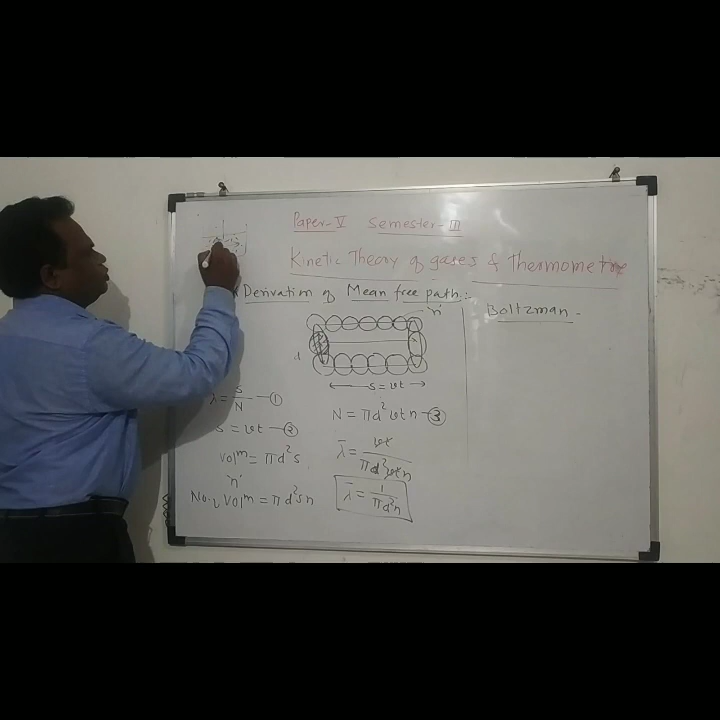 Paper-V Semester-III
Kinetic Theory of gases & Thermometre
Derivation of Mean free path:-
Boltzman -
'n'
d
s = vt
λ = S/N —①
s = vt —②
volᵐ = πd²s
'n'
No. of Volᵐ = πd²sn
N = πd²vtn —③
λ̄ = vt/πd²vtn
λ̄ = 1/πd²n